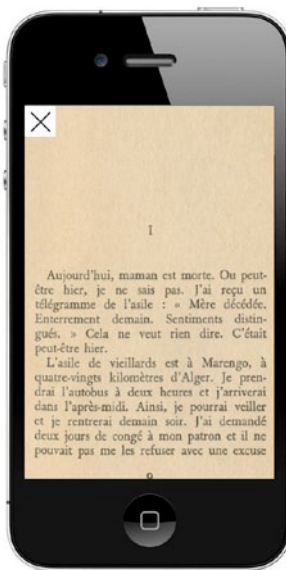 I
Aujourd'hui, maman est morte. Ou peut-
être hier, je ne sais pas. J'ai reçu un
télégramme de l'asile : « Mère décédée.
Enterrement demain. Sentiments distin-
gués. » Cela ne veut rien dire. C'était
peut-être hier.
L'asile de vieillards est à Marengo, à
quatre-vingts kilomètres d'Alger. Je pren-
drai l'autobus à deux heures et j'arriverai
dans l'après-midi. Ainsi, je pourrai veiller
et je rentrerai demain soir. J'ai demandé
deux jours de congé à mon patron et il ne
pouvait pas me les refuser avec une excuse